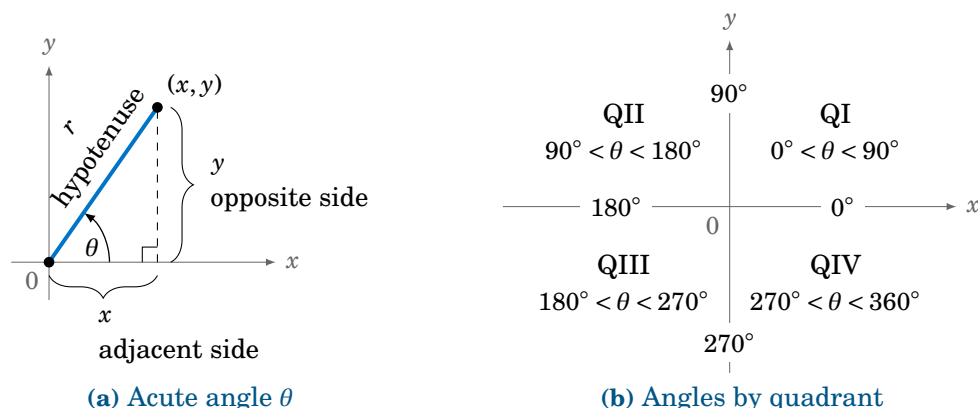 y
(x, y)
r
hypotenuse
y
opposite side
θ
0
x
x
adjacent side
(a) Acute angle θ
y
90°
QII
90° < θ < 180°
QI
0° < θ < 90°
180°
0°
x
0
QIII
180° < θ < 270°
QIV
270° < θ < 360°
270°
(b) Angles by quadrant